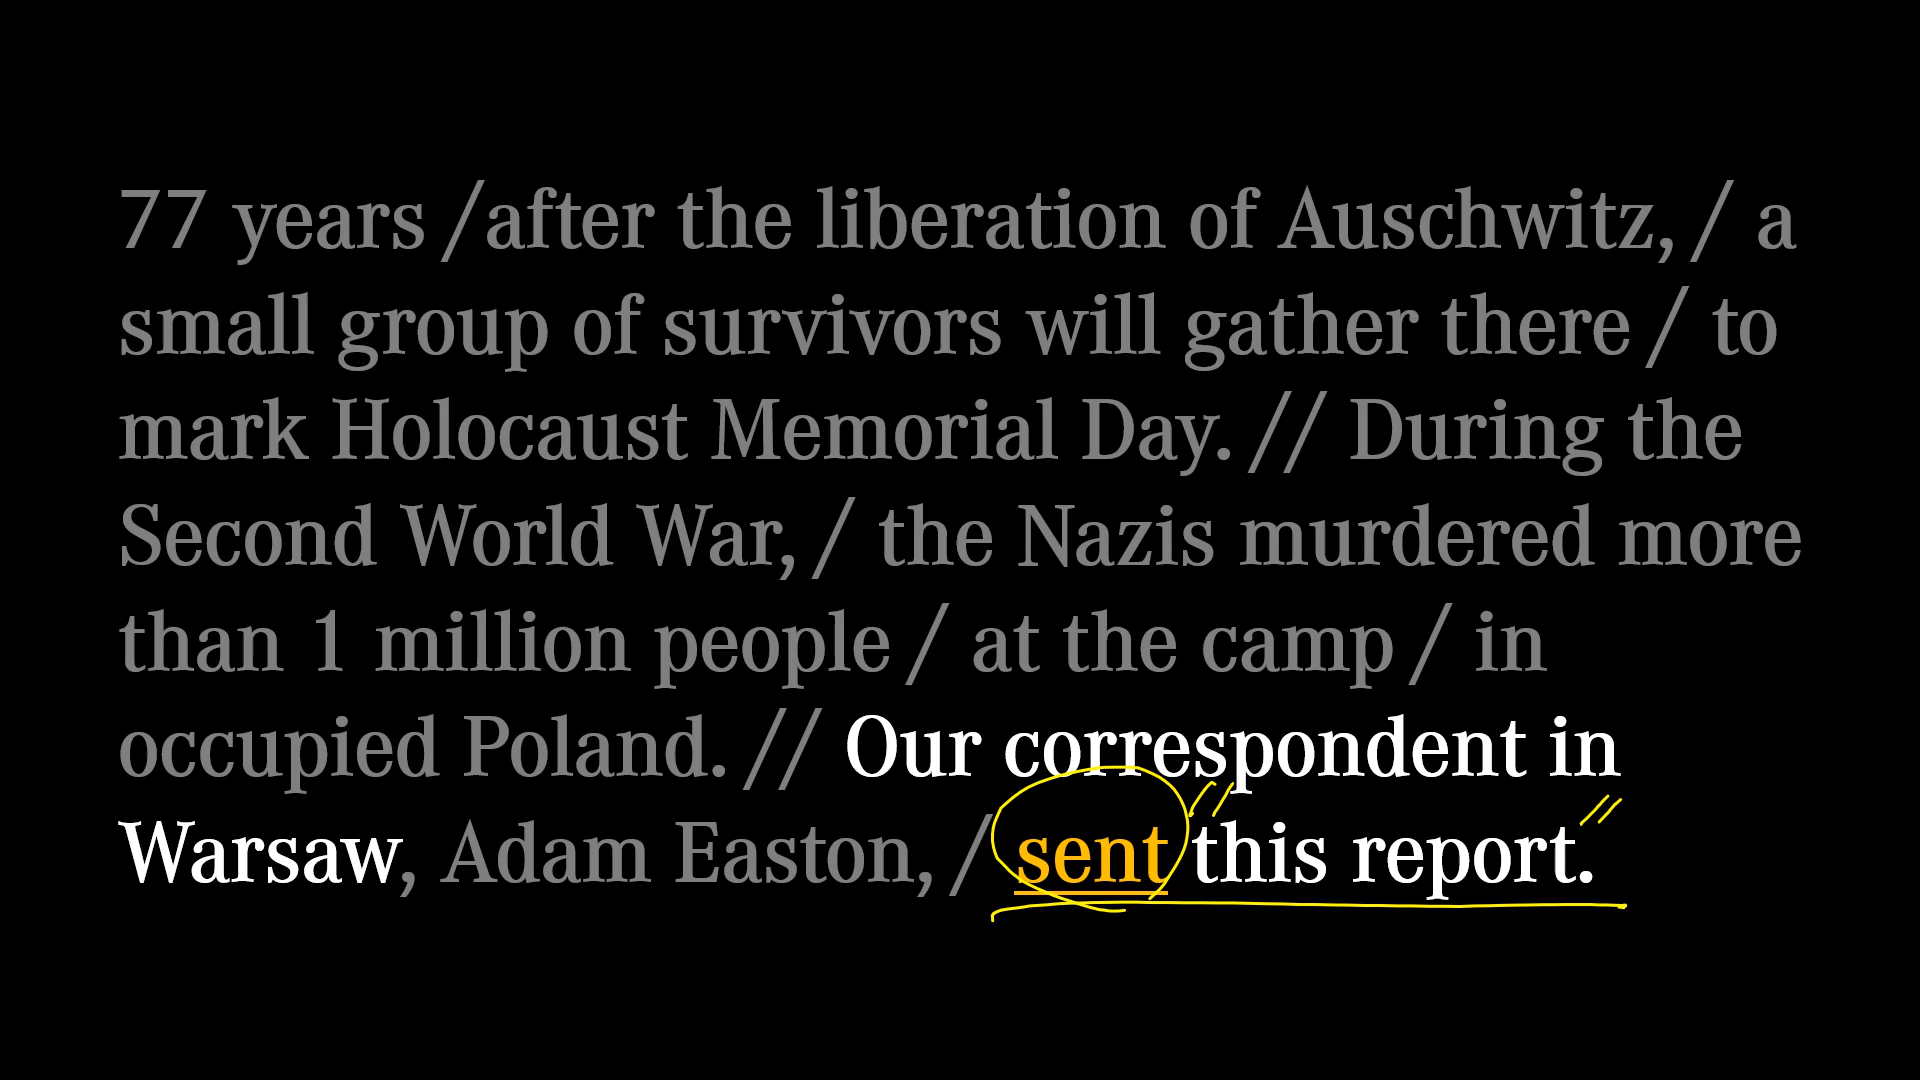 77 years / after the liberation of Auschwitz, / a
small group of survivors will gather there / to
mark Holocaust Memorial Day. // During the
Second World War, / the Nazis murdered more
than 1 million people / at the camp / in
occupied Poland. // Our correspondent in
Warsaw, Adam Easton, / sent this report.